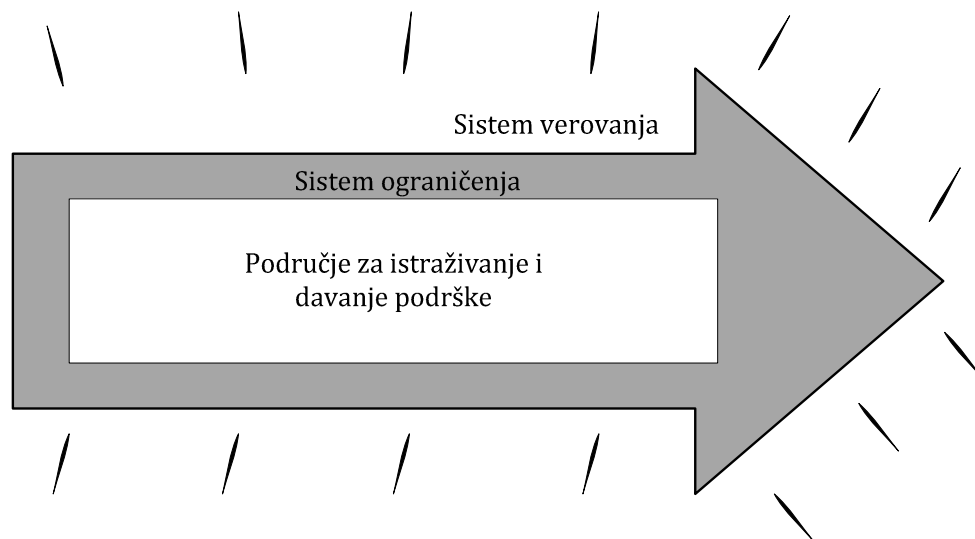 Sistem verovanja
Sistem ograničenja
Područje za istraživanje i
davanje podrške